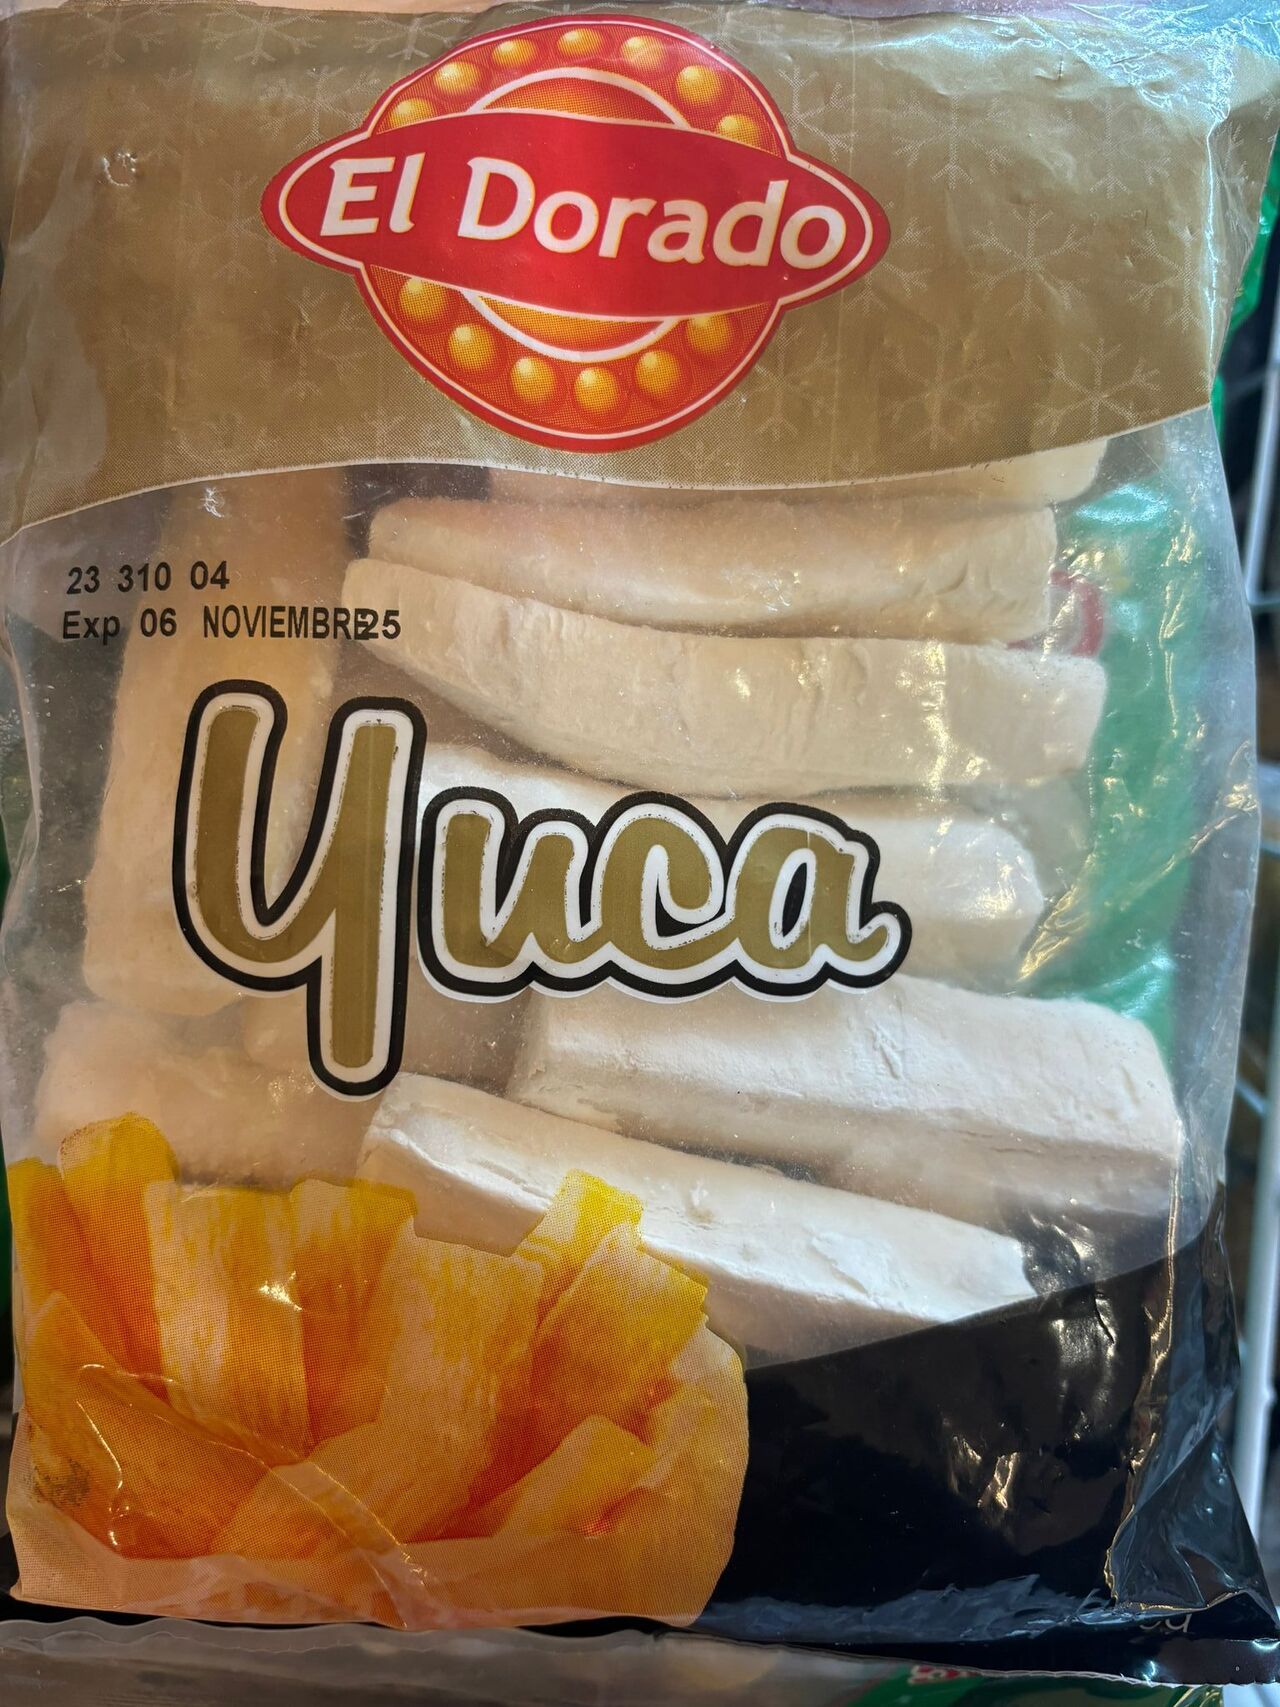 El Dorado
23 310 04
Exp 06 NOVIEMBRE25
Yuca